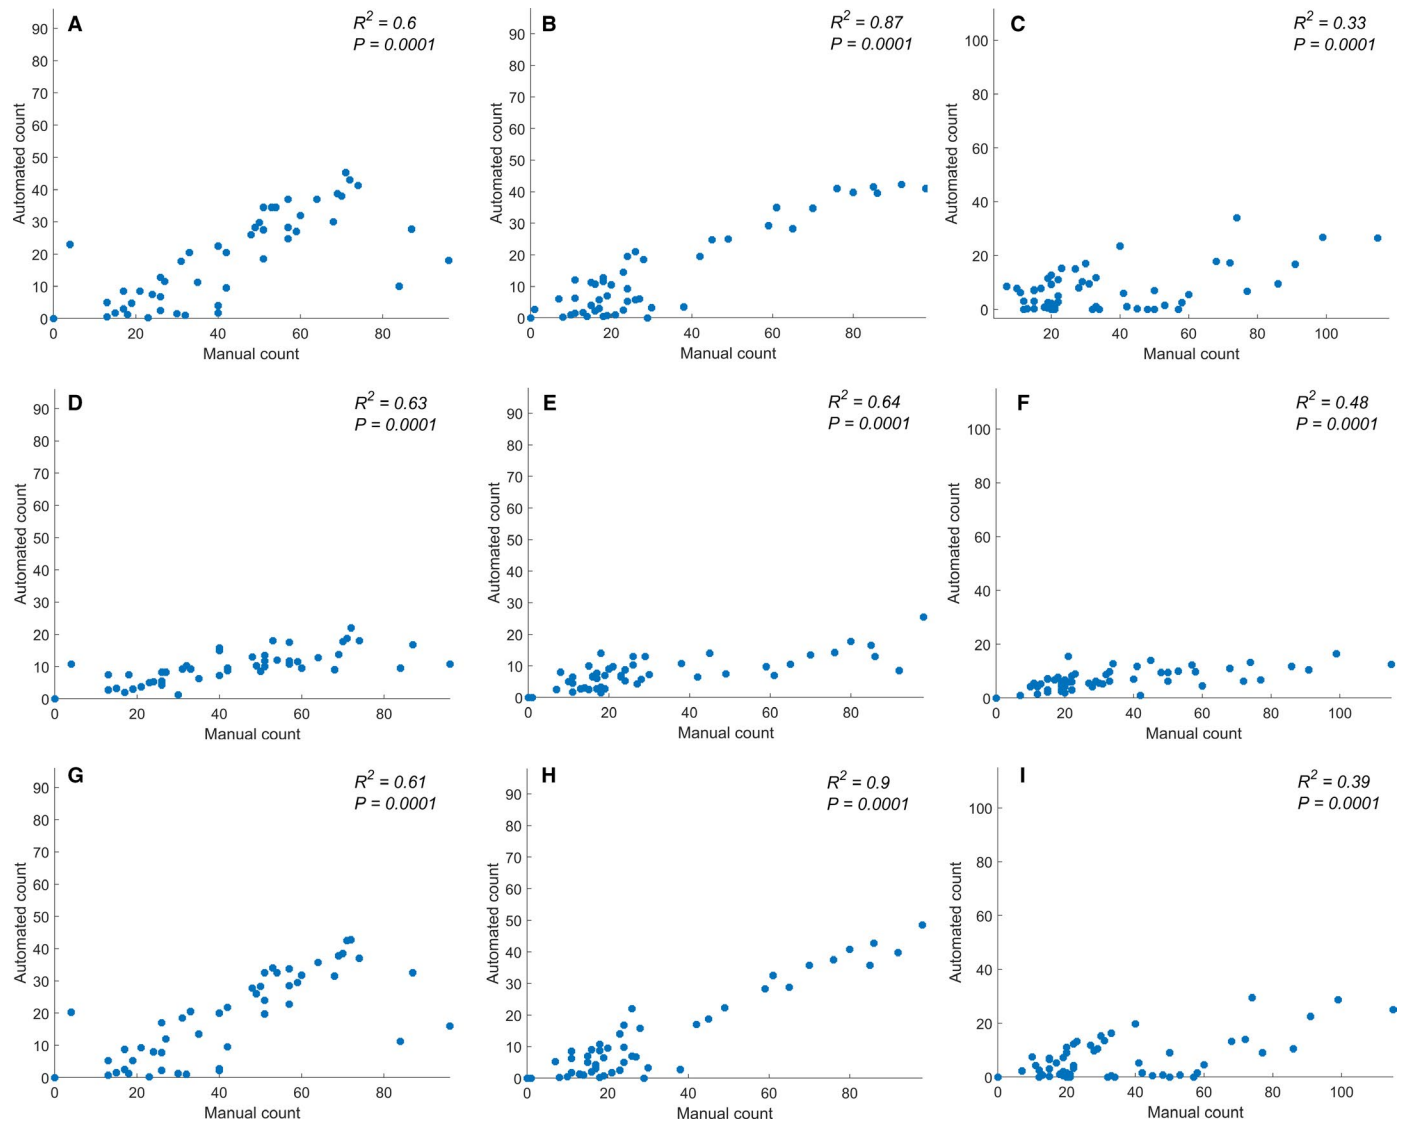 A
R² = 0.6
P = 0.0001
90
80
70
60
50
40
30
20
10
0
Automated count
0 20 40 60 80
Manual count
B
R² = 0.87
P = 0.0001
90
80
70
60
50
40
30
20
10
0
Automated count
0 20 40 60 80
Manual count
C
R² = 0.33
P = 0.0001
100
80
60
40
20
0
Automated count
20 40 60 80 100
Manual count
D
R² = 0.63
P = 0.0001
90
80
70
60
50
40
30
20
10
0
Automated count
0 20 40 60 80
Manual count
E
R² = 0.64
P = 0.0001
90
80
70
60
50
40
30
20
10
0
Automated count
0 20 40 60 80
Manual count
F
R² = 0.48
P = 0.0001
100
80
60
40
20
0
Automated count
0 20 40 60 80 100
Manual count
G
R² = 0.61
P = 0.0001
90
80
70
60
50
40
30
20
10
0
Automated count
0 20 40 60 80
Manual count
H
R² = 0.9
P = 0.0001
90
80
70
60
50
40
30
20
10
0
Automated count
0 20 40 60 80
Manual count
I
R² = 0.39
P = 0.0001
100
80
60
40
20
0
Automated count
0 20 40 60 80 100
Manual count